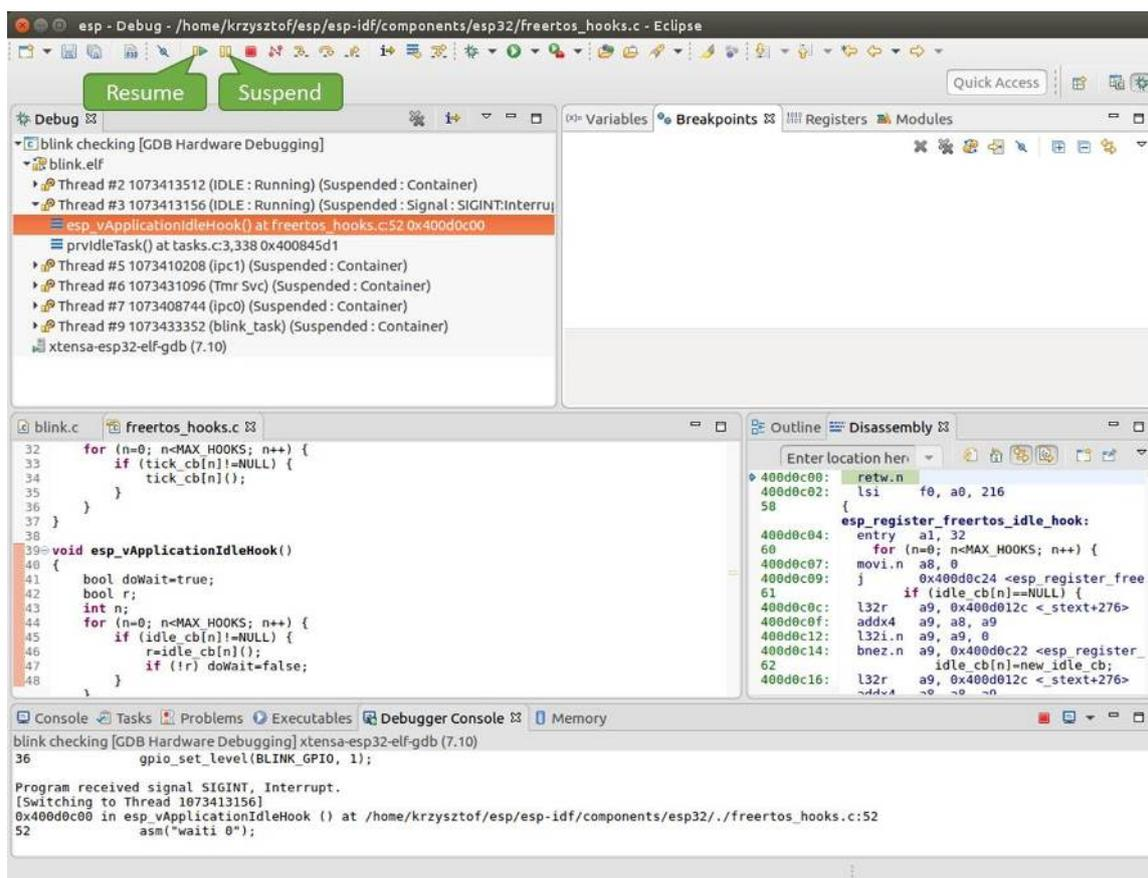 esp - Debug - /home/krzysztof/esp/esp-idf/components/esp32/freertos_hooks.c - Eclipse
Resume
Suspend
Quick Access
Debug
blink checking [GDB Hardware Debugging]
blink.elf
Thread #2 1073413512 (IDLE : Running) (Suspended : Container)
Thread #3 1073413156 (IDLE : Running) (Suspended : Signal : SIGINT:Interru
esp_vApplicationIdleHook() at freertos_hooks.c:52 0x400d0c00
prvIdleTask() at tasks.c:3,338 0x400845d1
Thread #5 1073410208 (ipc1) (Suspended : Container)
Thread #6 1073431096 (Tmr Svc) (Suspended : Container)
Thread #7 1073408744 (ipc0) (Suspended : Container)
Thread #9 1073433352 (blink_task) (Suspended : Container)
xtensa-esp32-elf-gdb (7.10)
(x)= Variables Breakpoints Registers Modules
blink.c freertos_hooks.c
32 for (n=0; n<MAX_HOOKS; n++) {
33 if (tick_cb[n]!=NULL) {
34 tick_cb[n]();
35 }
36 }
37 }
38
39 void esp_vApplicationIdleHook()
40 {
41 bool doWait=true;
42 bool r;
43 int n;
44 for (n=0; n<MAX_HOOKS; n++) {
45 if (idle_cb[n]!=NULL) {
46 r=idle_cb[n]();
47 if (!r) doWait=false;
48 }
}
Outline Disassembly
Enter location her
400d0c00: retw.n
400d0c02: lsi f0, a0, 216
58 {
esp_register_freertos_idle_hook:
400d0c04: entry a1, 32
60 for (n=0; n<MAX_HOOKS; n++) {
400d0c07: movi.n a8, 0
400d0c09: j 0x400d0c24 <esp_register_free
61 if (idle_cb[n]==NULL) {
400d0c0c: l32r a9, 0x400d012c <_stext+276>
400d0c0f: addx4 a9, a8, a9
400d0c12: l32i.n a9, a9, 0
400d0c14: bnez.n a9, 0x400d0c22 <esp_register_
62 idle_cb[n]=new_idle_cb;
400d0c16: l32r a9, 0x400d012c <_stext+276>
addx4 a8, a8, a9
Console Tasks Problems Executables Debugger Console Memory
blink checking [GDB Hardware Debugging] xtensa-esp32-elf-gdb (7.10)
36 gpio_set_level(BLINK_GPIO, 1);
Program received signal SIGINT, Interrupt.
[Switching to Thread 1073413156]
0x400d0c00 in esp_vApplicationIdleHook () at /home/krzysztof/esp/esp-idf/components/esp32/./freertos_hooks.c:52
52 asm("waiti 0");